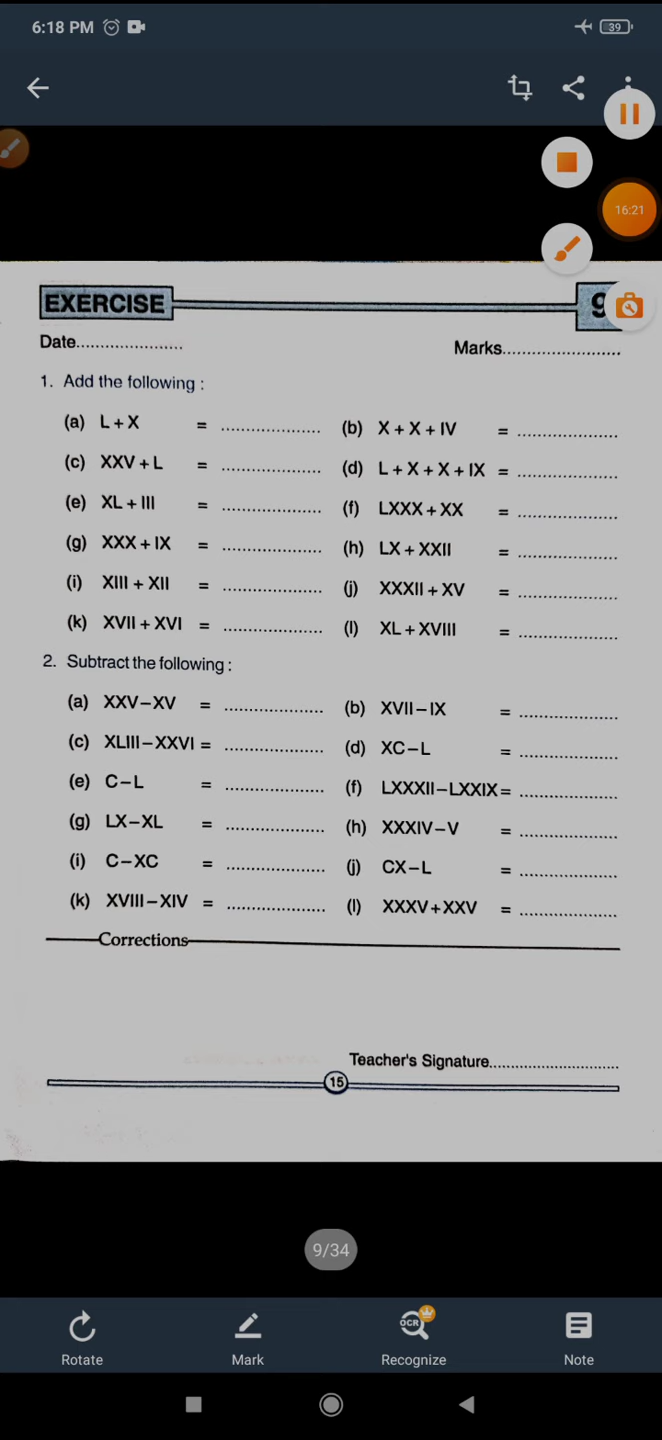 6:18 PM 39
16:21
EXERCISE 9
Date....................
Marks.......................
1. Add the following :
(a) L + X = .................... (b) X + X + IV = ....................
(c) XXV + L = .................... (d) L + X + X + IX = ....................
(e) XL + III = .................... (f) LXXX + XX = ....................
(g) XXX + IX = .................... (h) LX + XXII = ....................
(i) XIII + XII = .................... (j) XXXII + XV = ....................
(k) XVII + XVI = .................... (l) XL + XVIII = ....................
2. Subtract the following :
(a) XXV – XV = .................... (b) XVII – IX = ....................
(c) XLIII – XXVI = .................... (d) XC – L = ....................
(e) C – L = .................... (f) LXXXII – LXXIX = ....................
(g) LX – XL = .................... (h) XXXIV – V = ....................
(i) C – XC = .................... (j) CX – L = ....................
(k) XVIII – XIV = .................... (l) XXXV + XXV = ....................
Corrections
Teacher's Signature..........................
15
9/34
OCR
Rotate Mark Recognize Note